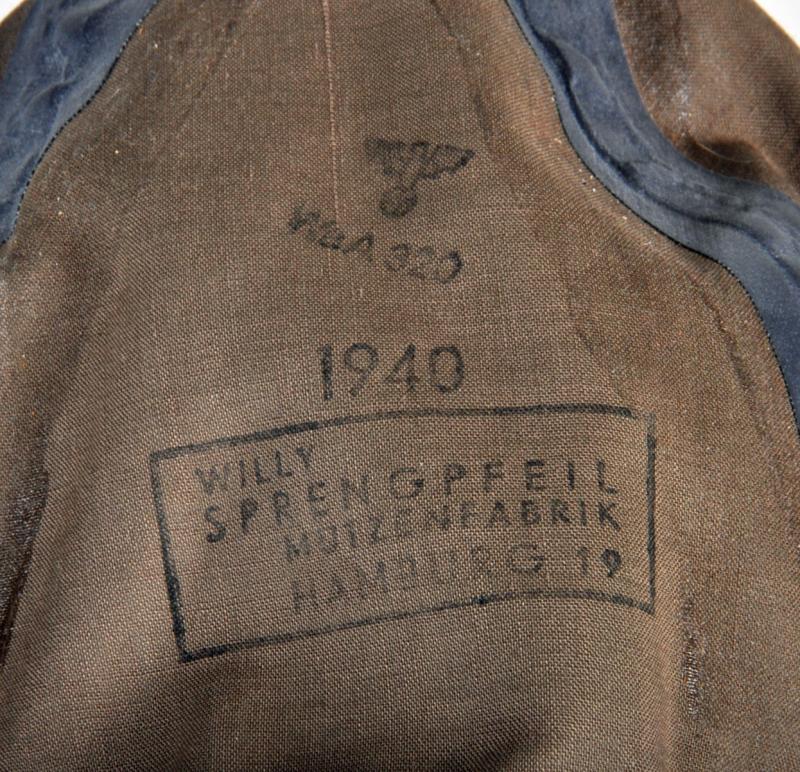 WaA 320
1940
WILLY
SPRENGPFEIL
MÜTZENFABRIK
HAMBURG 19